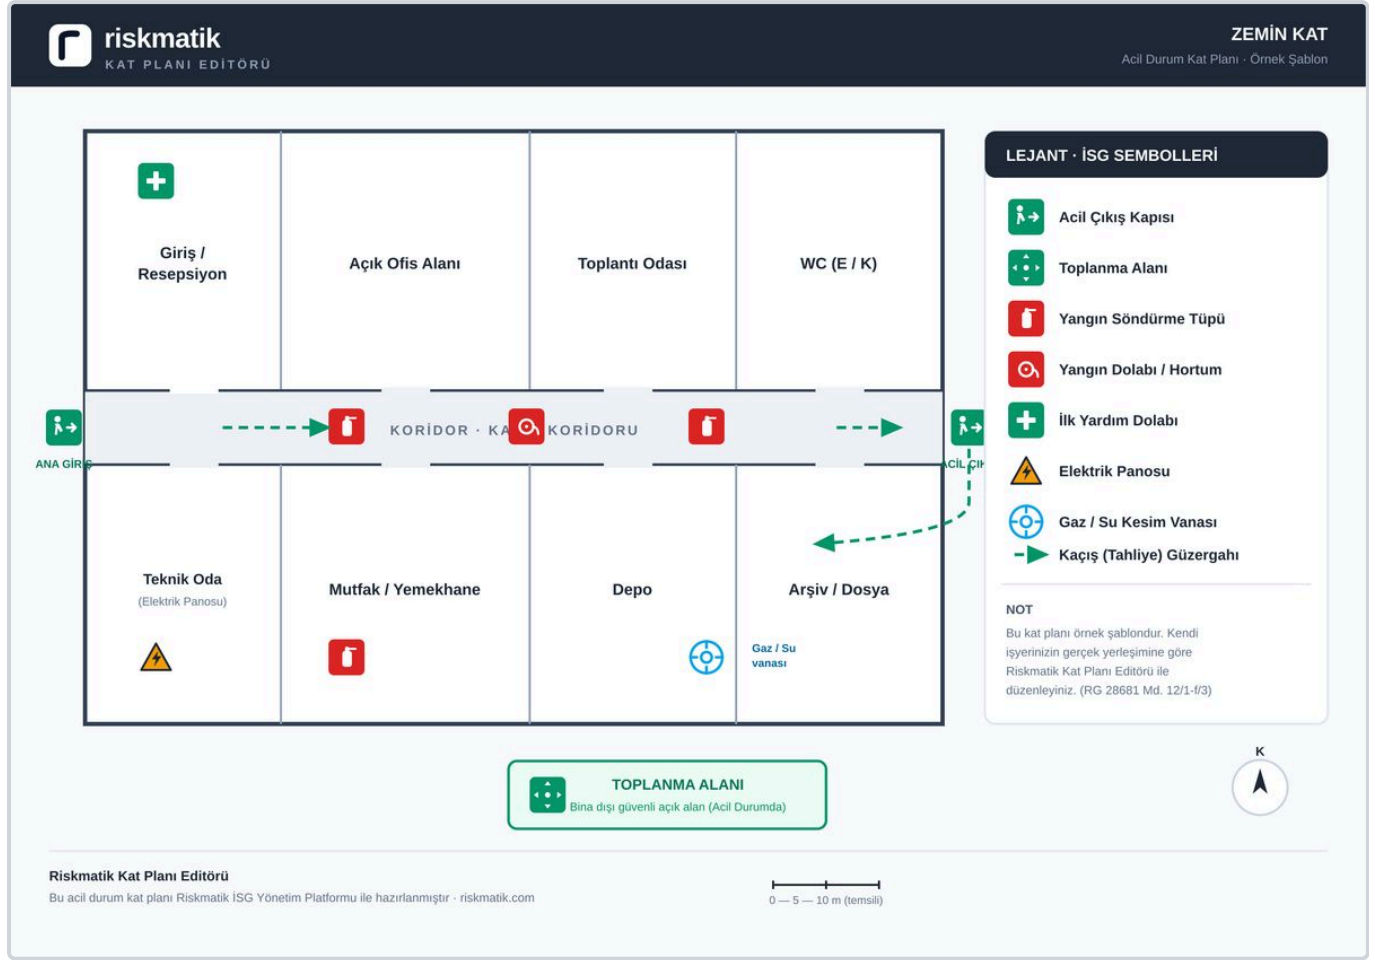 riskmatik
KAT PLANI EDİTÖRÜ
ZEMİN KAT
Acil Durum Kat Planı · Örnek Şablon
Giriş /
Resepsiyon
Açık Ofis Alanı
Toplantı Odası
WC (E / K)
KORİDOR · KA KORİDORU
ANA GİRİŞ
ACİL ÇIK
Teknik Oda
(Elektrik Panosu)
Mutfak / Yemekhane
Depo
Arşiv / Dosya
Gaz / Su
vanası
LEJANT · İSG SEMBOLLERİ
Acil Çıkış Kapısı
Toplanma Alanı
Yangın Söndürme Tüpü
Yangın Dolabı / Hortum
İlk Yardım Dolabı
Elektrik Panosu
Gaz / Su Kesim Vanası
Kaçış (Tahliye) Güzergahı
NOT
Bu kat planı örnek şablondur. Kendi
işyerinizin gerçek yerleşimine göre
Riskmatik Kat Planı Editörü ile
düzenleyiniz. (RG 28681 Md. 12/1-f/3)
K
TOPLANMA ALANI
Bina dışı güvenli açık alan (Acil Durumda)
Riskmatik Kat Planı Editörü
Bu acil durum kat planı Riskmatik İSG Yönetim Platformu ile hazırlanmıştır · riskmatik.com
0 — 5 — 10 m (temsili)